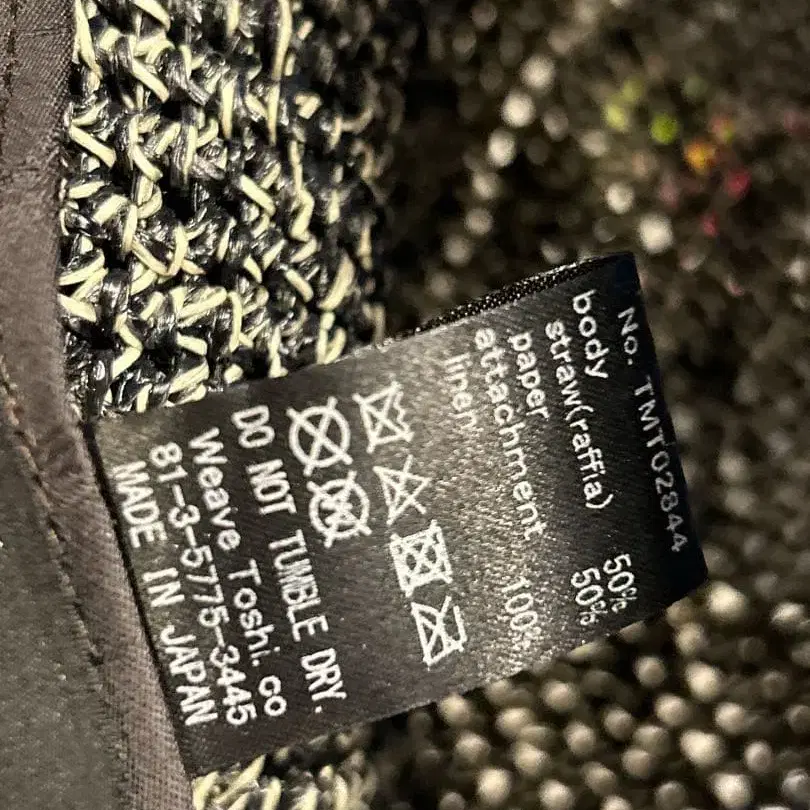 No. TMT02844
body
straw(raffia) 50%
paper 50%
attachment
linen 100%
DO NOT TUMBLE DRY.
Weave Toshi. co
81-3-5775-3445
MADE IN JAPAN